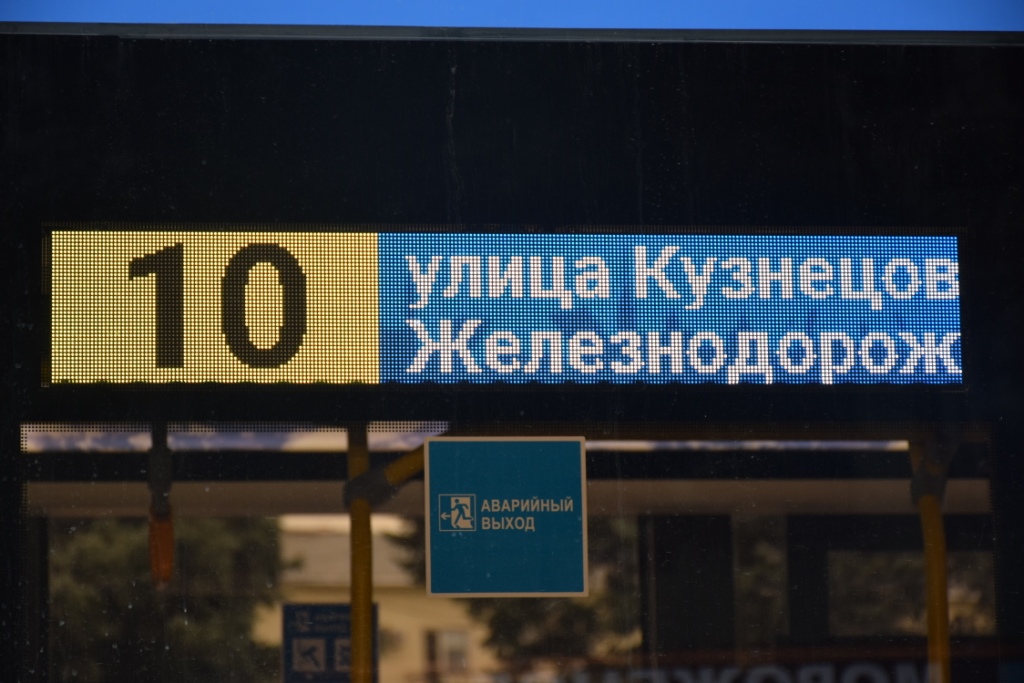 10
улица Кузнецов
Железнодорож
АВАРИЙНЫЙ
ВЫХОД